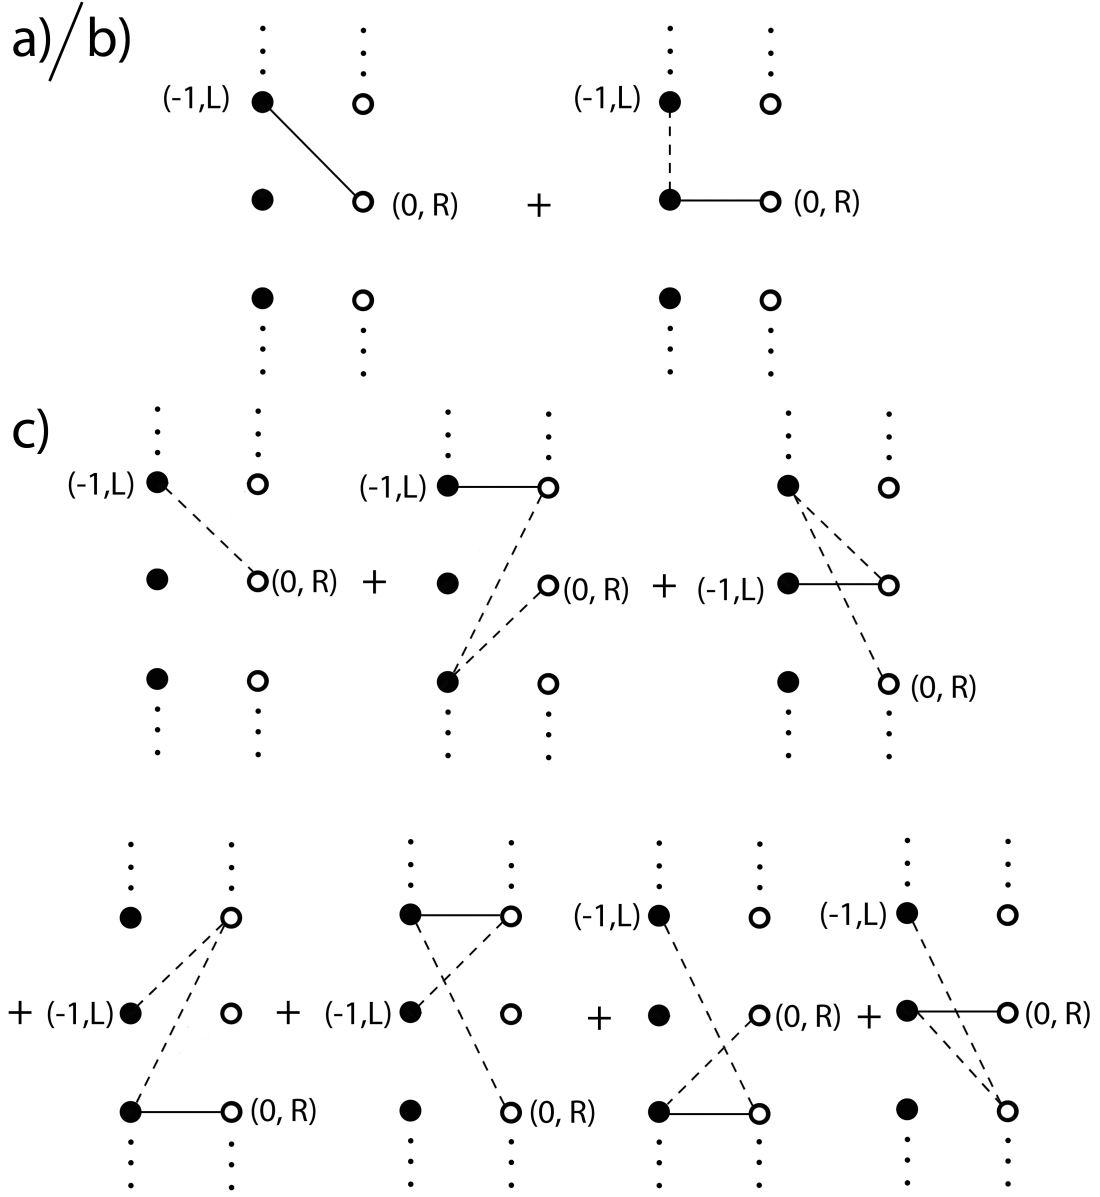 a)/b)
(-1,L) (-1,L)
(0, R) + (0, R)
c)
(-1,L) (-1,L)
(0, R) + (0, R) + (-1,L)
(0, R)
(-1,L) (-1,L)
+ (-1,L) + (-1,L) + (0, R) + (0, R)
(0, R) (0, R)